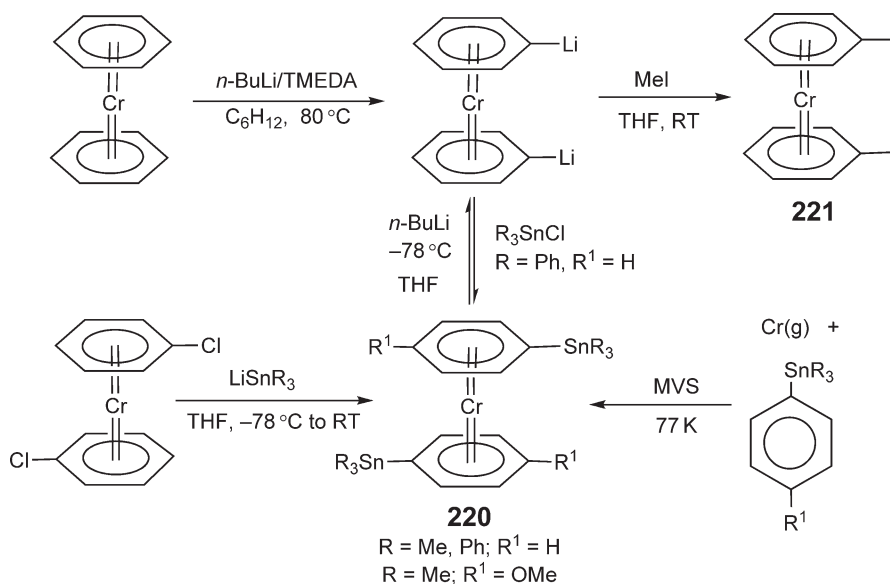 Li
n-BuLi/TMEDA
MeI
Cr
Cr
Cr
C6H12, 80 °C
THF, RT
Li
221
n-BuLi
–78 °C
THF
R3SnCl
R = Ph, R1 = H
Cl
Cr
Cl
LiSnR3
THF, –78 °C to RT
R1
SnR3
Cr
R3Sn
R1
MVS
77 K
Cr(g) +
SnR3
R1
220
R = Me, Ph; R1 = H
R = Me; R1 = OMe